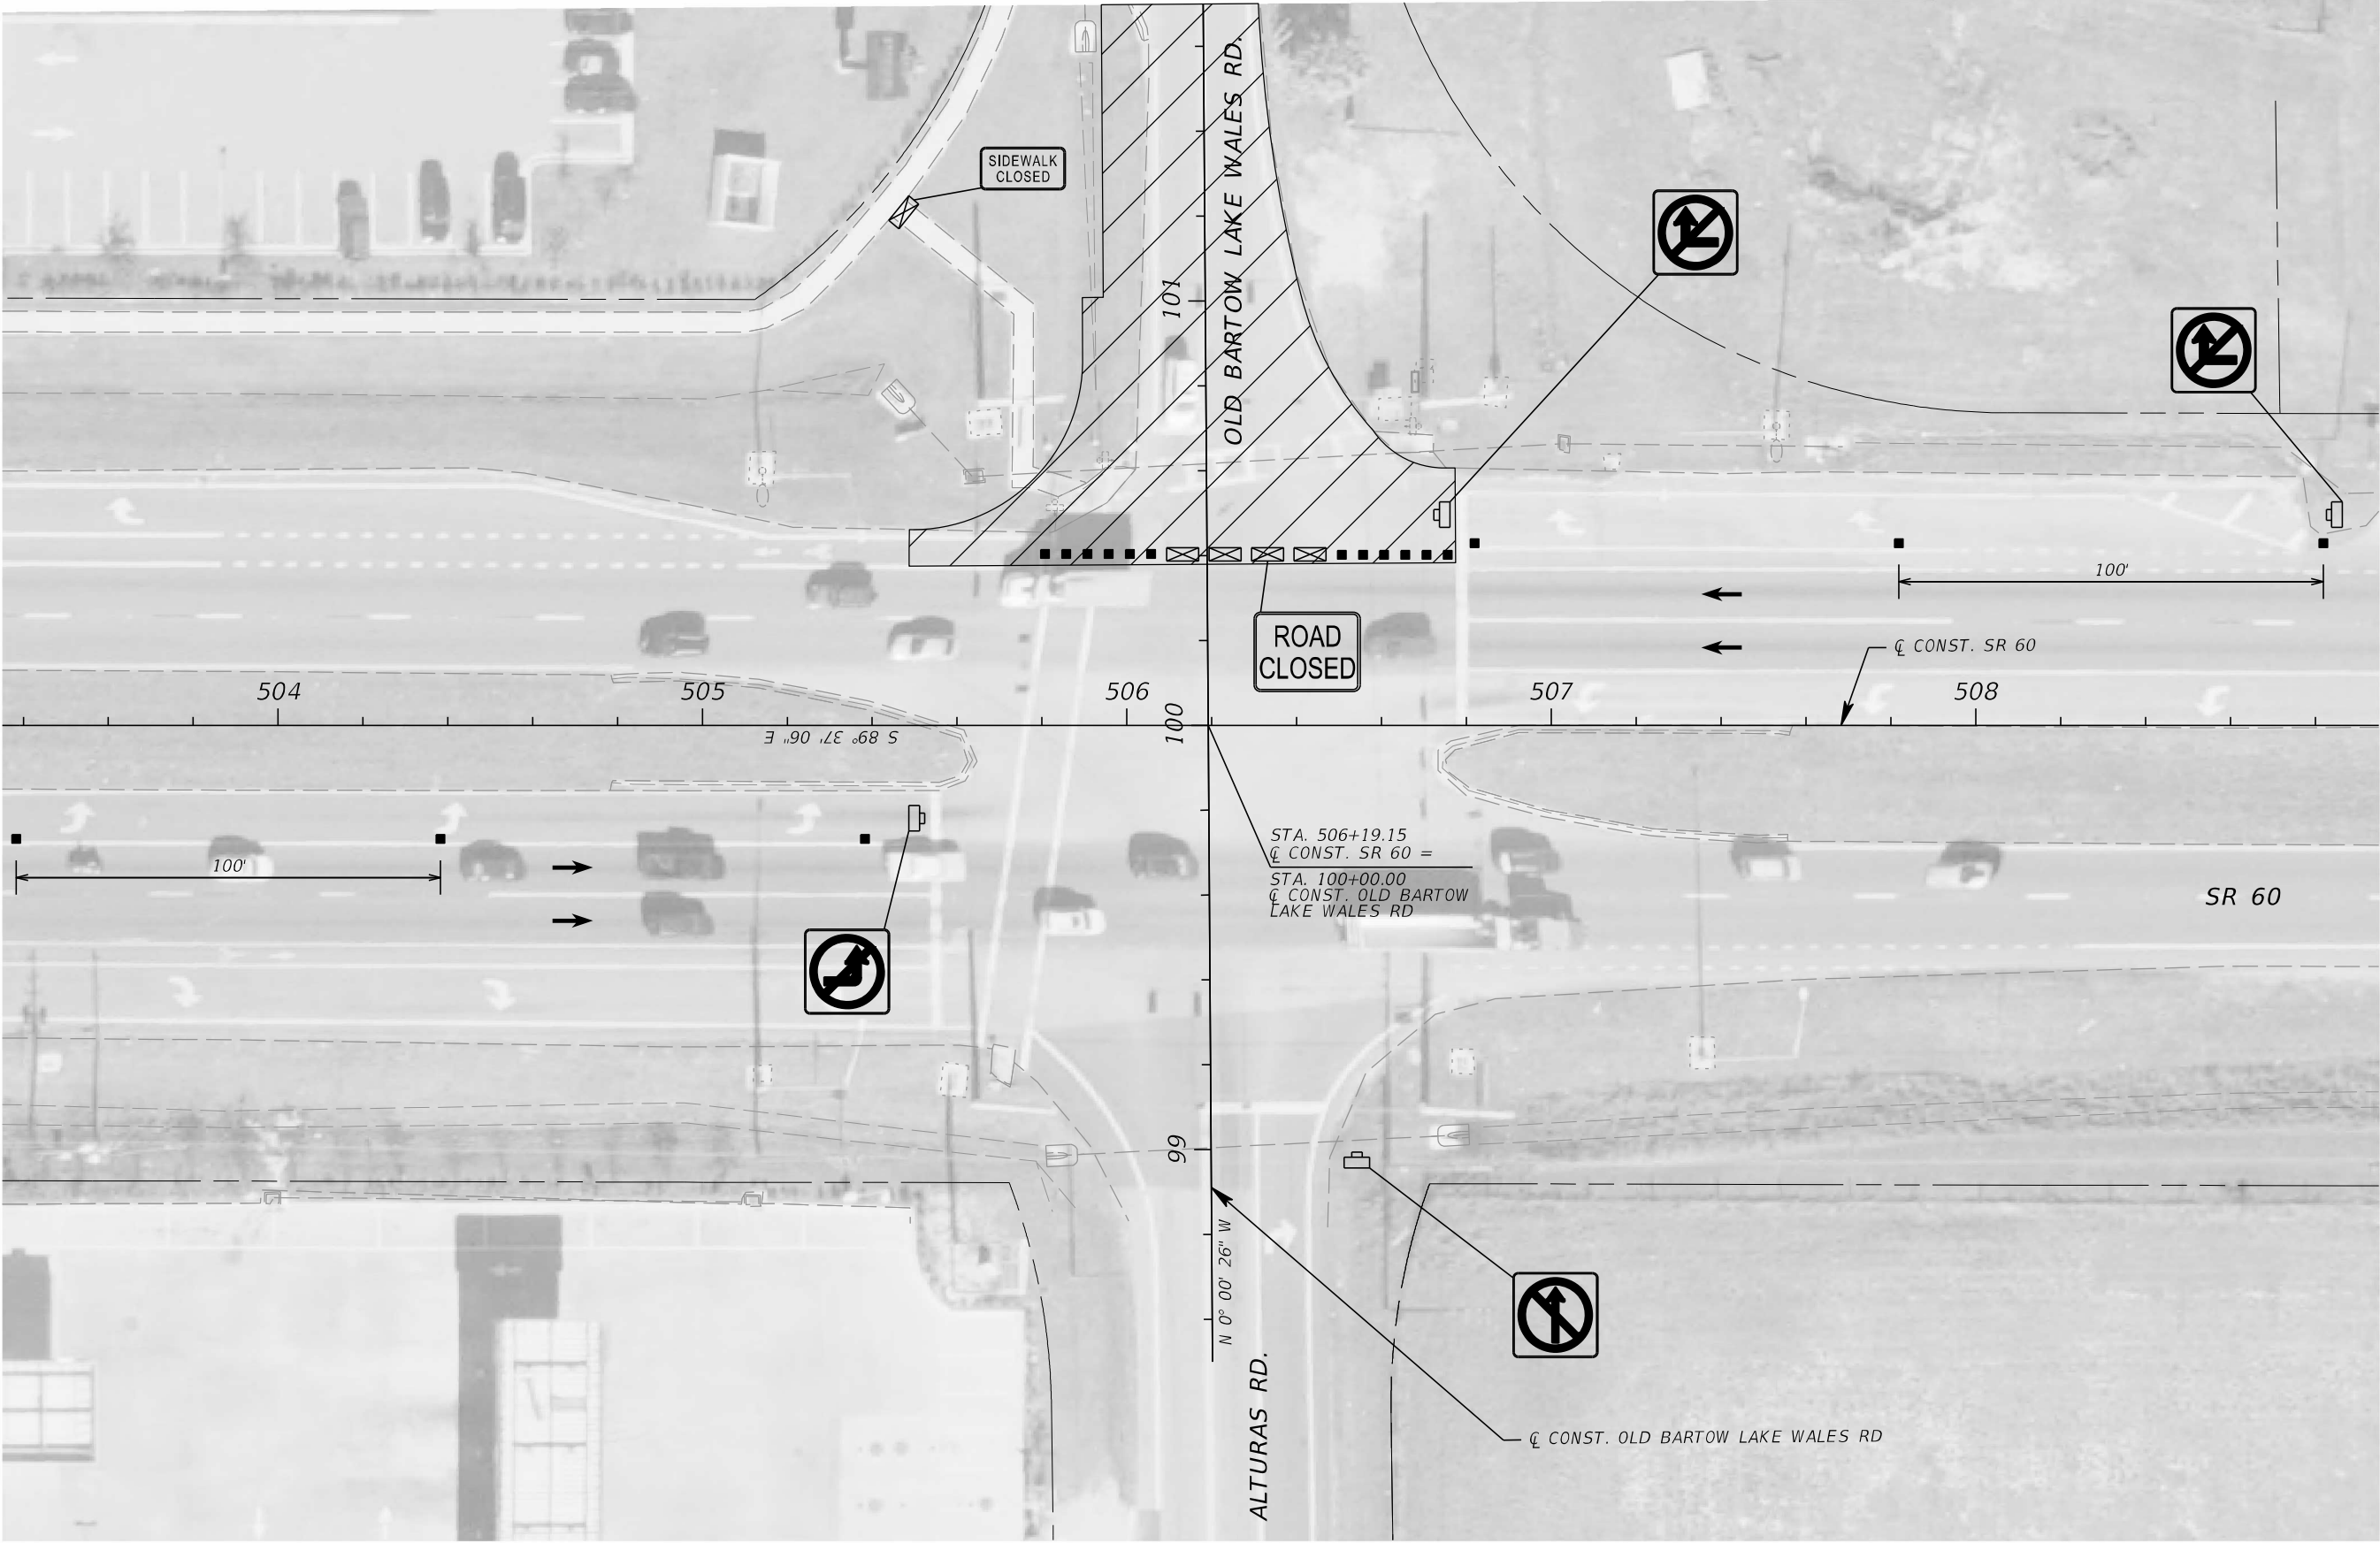 SIDEWALK
CLOSED
OLD BARTOW LAKE WALES RD.
101
100'
ROAD
CLOSED
℄ CONST. SR 60
504
505
506
507
508
S 89° 37' 06" E
100
100'
STA. 506+19.15
℄ CONST. SR 60 =
STA. 100+00.00
℄ CONST. OLD BARTOW
LAKE WALES RD
SR 60
99
N 0° 00' 26" W
ALTURAS RD.
℄ CONST. OLD BARTOW LAKE WALES RD